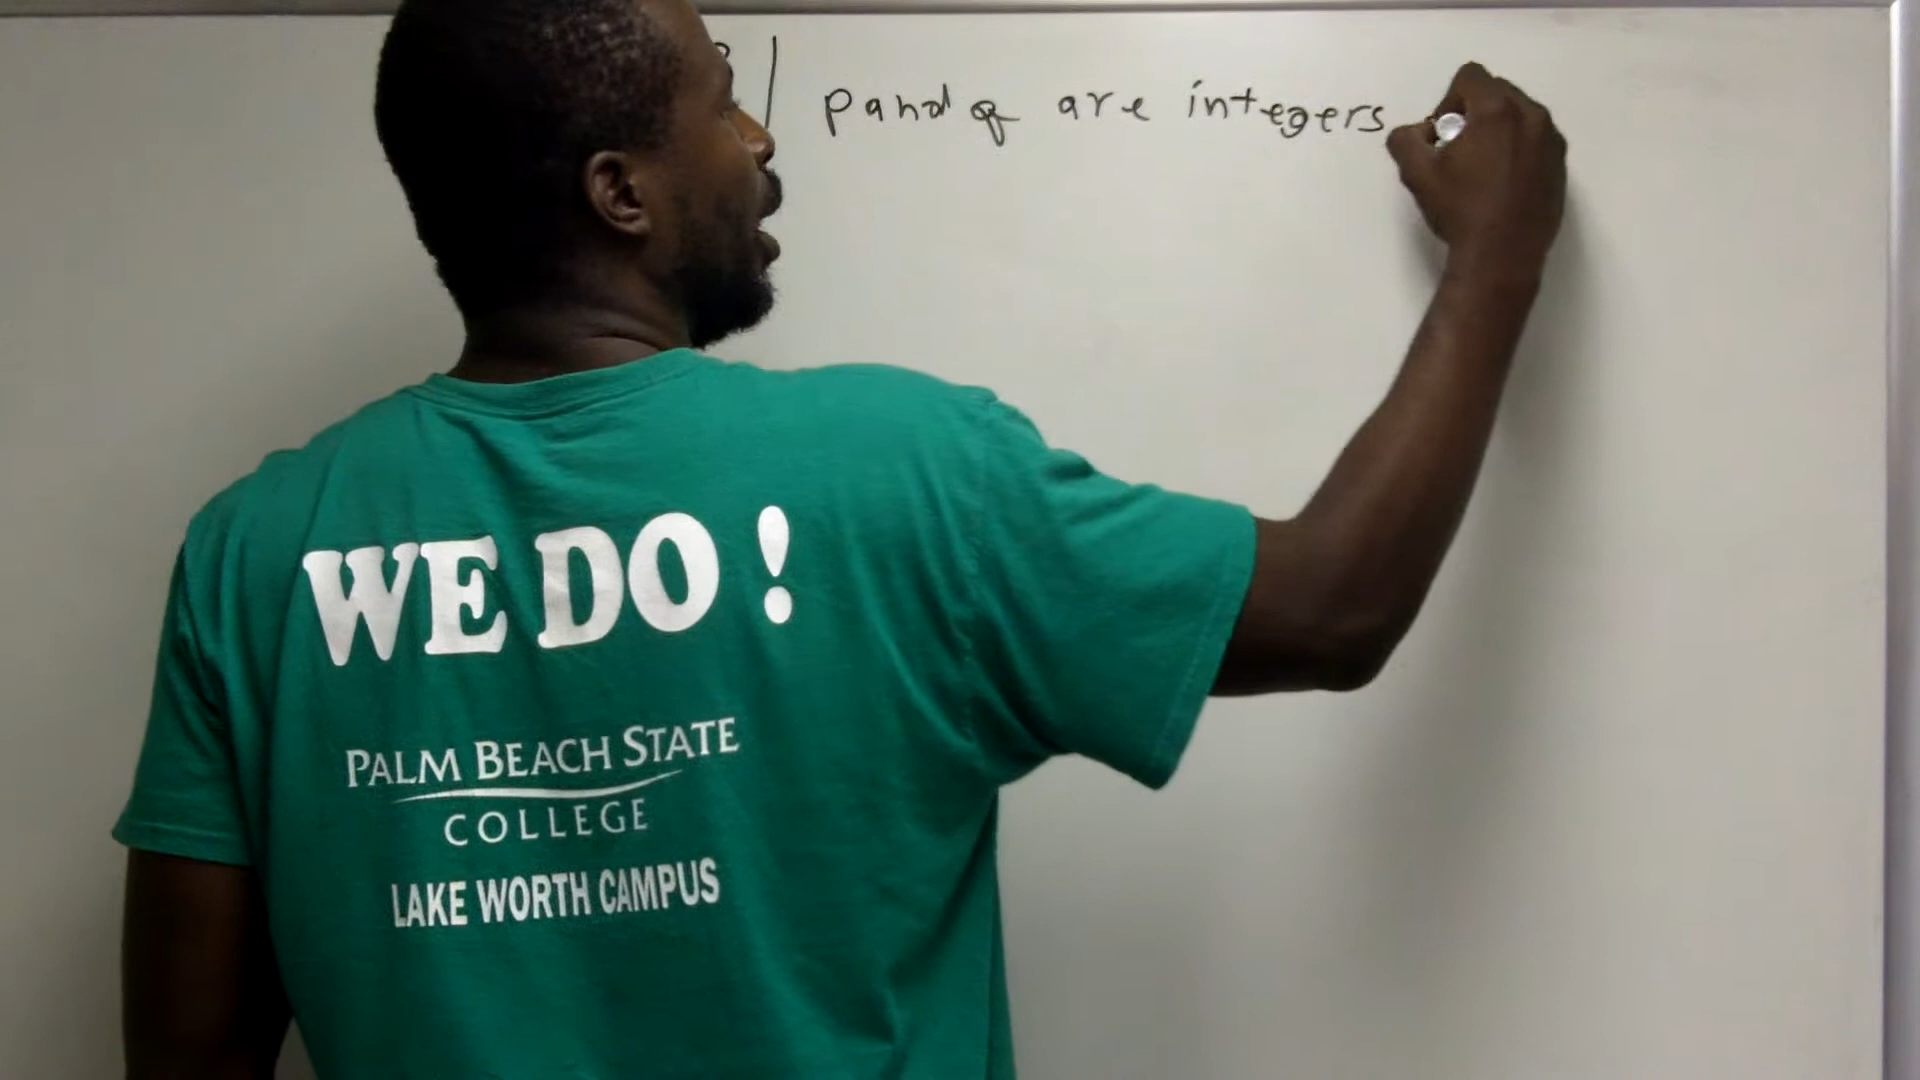 | p and q are integers
WE DO!
PALM BEACH STATE
COLLEGE
LAKE WORTH CAMPUS